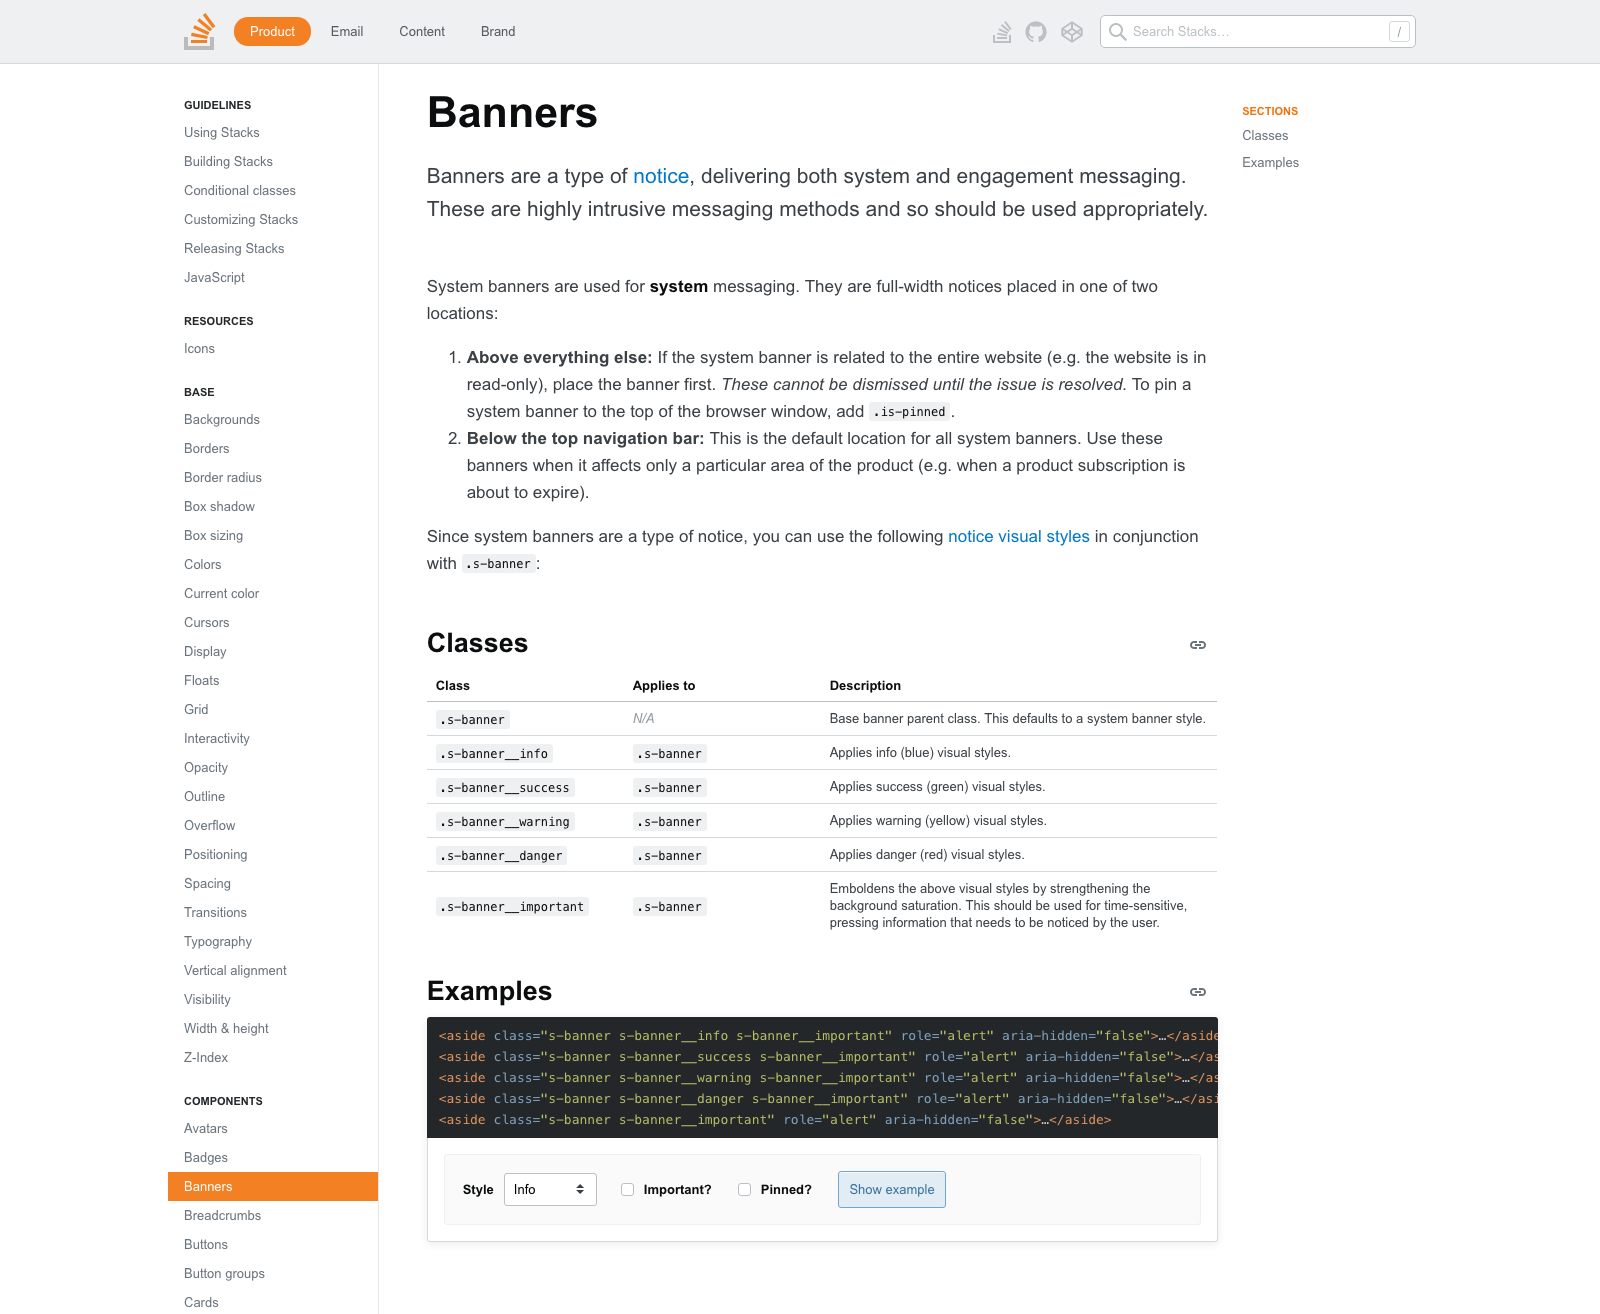 Product
Email
Content
Brand
Search Stacks...
/
GUIDELINES
Using Stacks
Building Stacks
Conditional classes
Customizing Stacks
Releasing Stacks
JavaScript
RESOURCES
Icons
BASE
Backgrounds
Borders
Border radius
Box shadow
Box sizing
Colors
Current color
Cursors
Display
Floats
Grid
Interactivity
Opacity
Outline
Overflow
Positioning
Spacing
Transitions
Typography
Vertical alignment
Visibility
Width & height
Z-Index
COMPONENTS
Avatars
Badges
Banners
Breadcrumbs
Buttons
Button groups
Cards
Banners
Banners are a type of notice, delivering both system and engagement messaging.
These are highly intrusive messaging methods and so should be used appropriately.
System banners are used for system messaging. They are full-width notices placed in one of two
locations:
1. Above everything else: If the system banner is related to the entire website (e.g. the website is in
read-only), place the banner first. These cannot be dismissed until the issue is resolved. To pin a
system banner to the top of the browser window, add .is-pinned.
2. Below the top navigation bar: This is the default location for all system banners. Use these
banners when it affects only a particular area of the product (e.g. when a product subscription is
about to expire).
Since system banners are a type of notice, you can use the following notice visual styles in conjunction
with .s-banner:
Classes
Class Applies to Description
.s-banner N/A Base banner parent class. This defaults to a system banner style.
.s-banner__info .s-banner Applies info (blue) visual styles.
.s-banner__success .s-banner Applies success (green) visual styles.
.s-banner__warning .s-banner Applies warning (yellow) visual styles.
.s-banner__danger .s-banner Applies danger (red) visual styles.
.s-banner__important .s-banner Emboldens the above visual styles by strengthening the
background saturation. This should be used for time-sensitive,
pressing information that needs to be noticed by the user.
Examples
<aside class="s-banner s-banner__info s-banner__important" role="alert" aria-hidden="false">…</aside
<aside class="s-banner s-banner__success s-banner__important" role="alert" aria-hidden="false">…</as
<aside class="s-banner s-banner__warning s-banner__important" role="alert" aria-hidden="false">…</as
<aside class="s-banner s-banner__danger s-banner__important" role="alert" aria-hidden="false">…</asi
<aside class="s-banner s-banner__important" role="alert" aria-hidden="false">…</aside>
Style Info Important? Pinned? Show example
SECTIONS
Classes
Examples